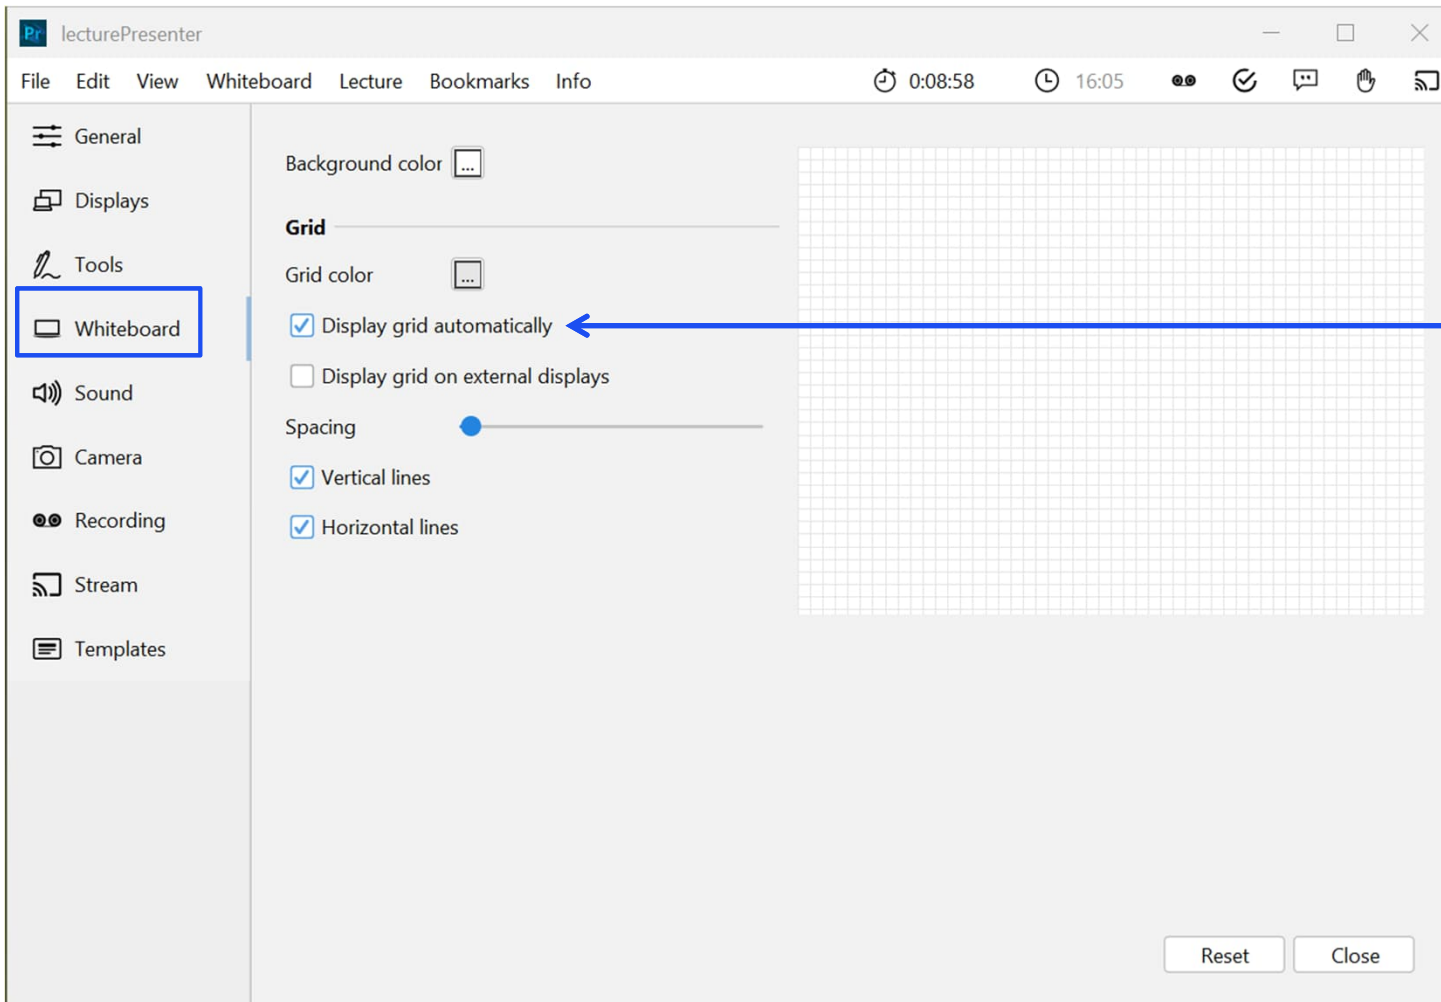 Pr lecturePresenter
File Edit View Whiteboard Lecture Bookmarks Info 0:08:58 16:05
General
Displays
Tools
Whiteboard
Sound
Camera
Recording
Stream
Templates
Background color ...
Grid
Grid color ...
Display grid automatically
Display grid on external displays
Spacing
Vertical lines
Horizontal lines
Reset Close